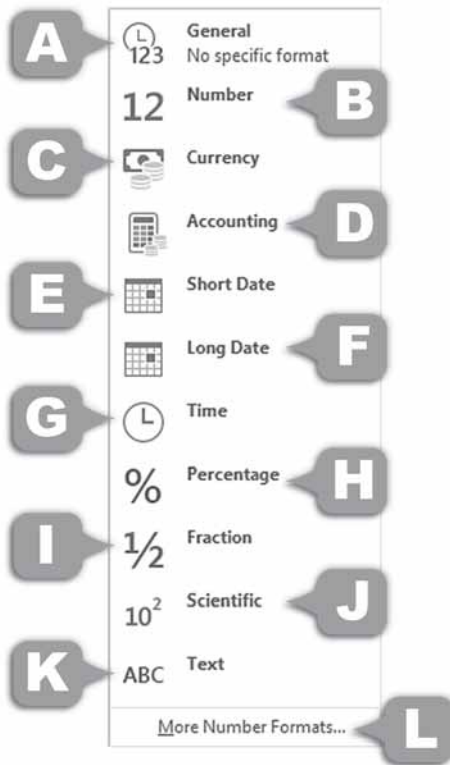 A
General
123
No specific format
12
Number
B
C
Currency
Accounting
D
E
Short Date
Long Date
F
G
Time
%
Percentage
H
I
½
Fraction
10²
Scientific
J
K
ABC
Text
More Number Formats...
L